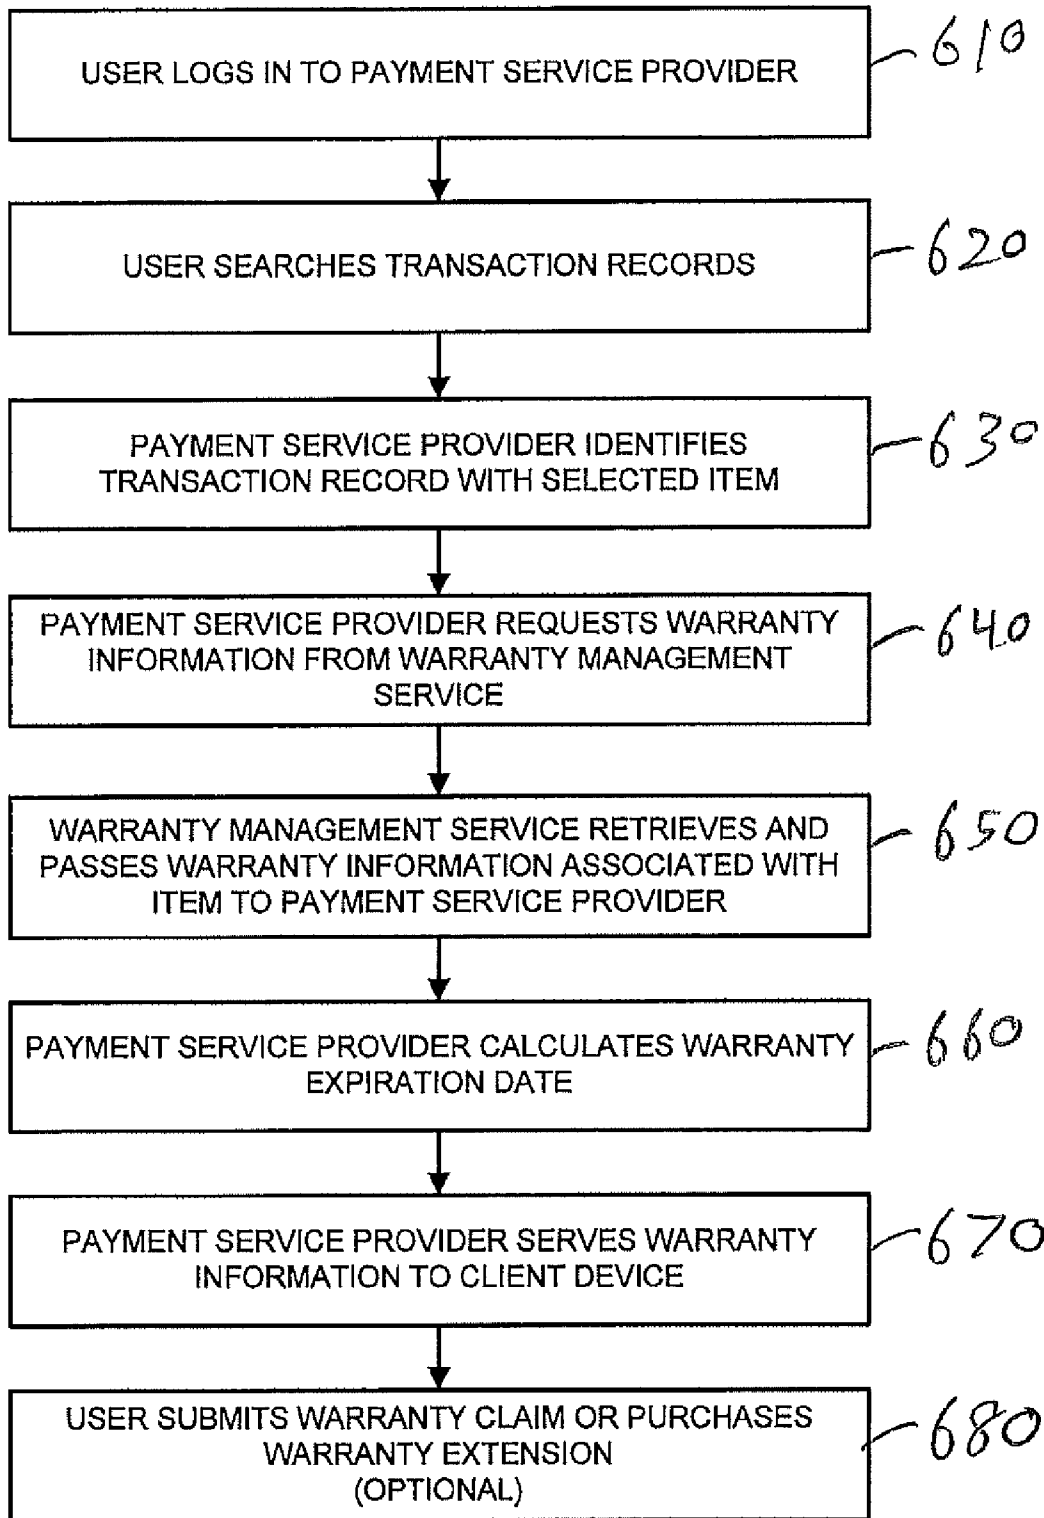 USER LOGS IN TO PAYMENT SERVICE PROVIDER
610
USER SEARCHES TRANSACTION RECORDS
620
PAYMENT SERVICE PROVIDER IDENTIFIES
TRANSACTION RECORD WITH SELECTED ITEM
630
PAYMENT SERVICE PROVIDER REQUESTS WARRANTY
INFORMATION FROM WARRANTY MANAGEMENT
SERVICE
640
WARRANTY MANAGEMENT SERVICE RETRIEVES AND
PASSES WARRANTY INFORMATION ASSOCIATED WITH
ITEM TO PAYMENT SERVICE PROVIDER
650
PAYMENT SERVICE PROVIDER CALCULATES WARRANTY
EXPIRATION DATE
660
PAYMENT SERVICE PROVIDER SERVES WARRANTY
INFORMATION TO CLIENT DEVICE
670
USER SUBMITS WARRANTY CLAIM OR PURCHASES
WARRANTY EXTENSION
(OPTIONAL)
680